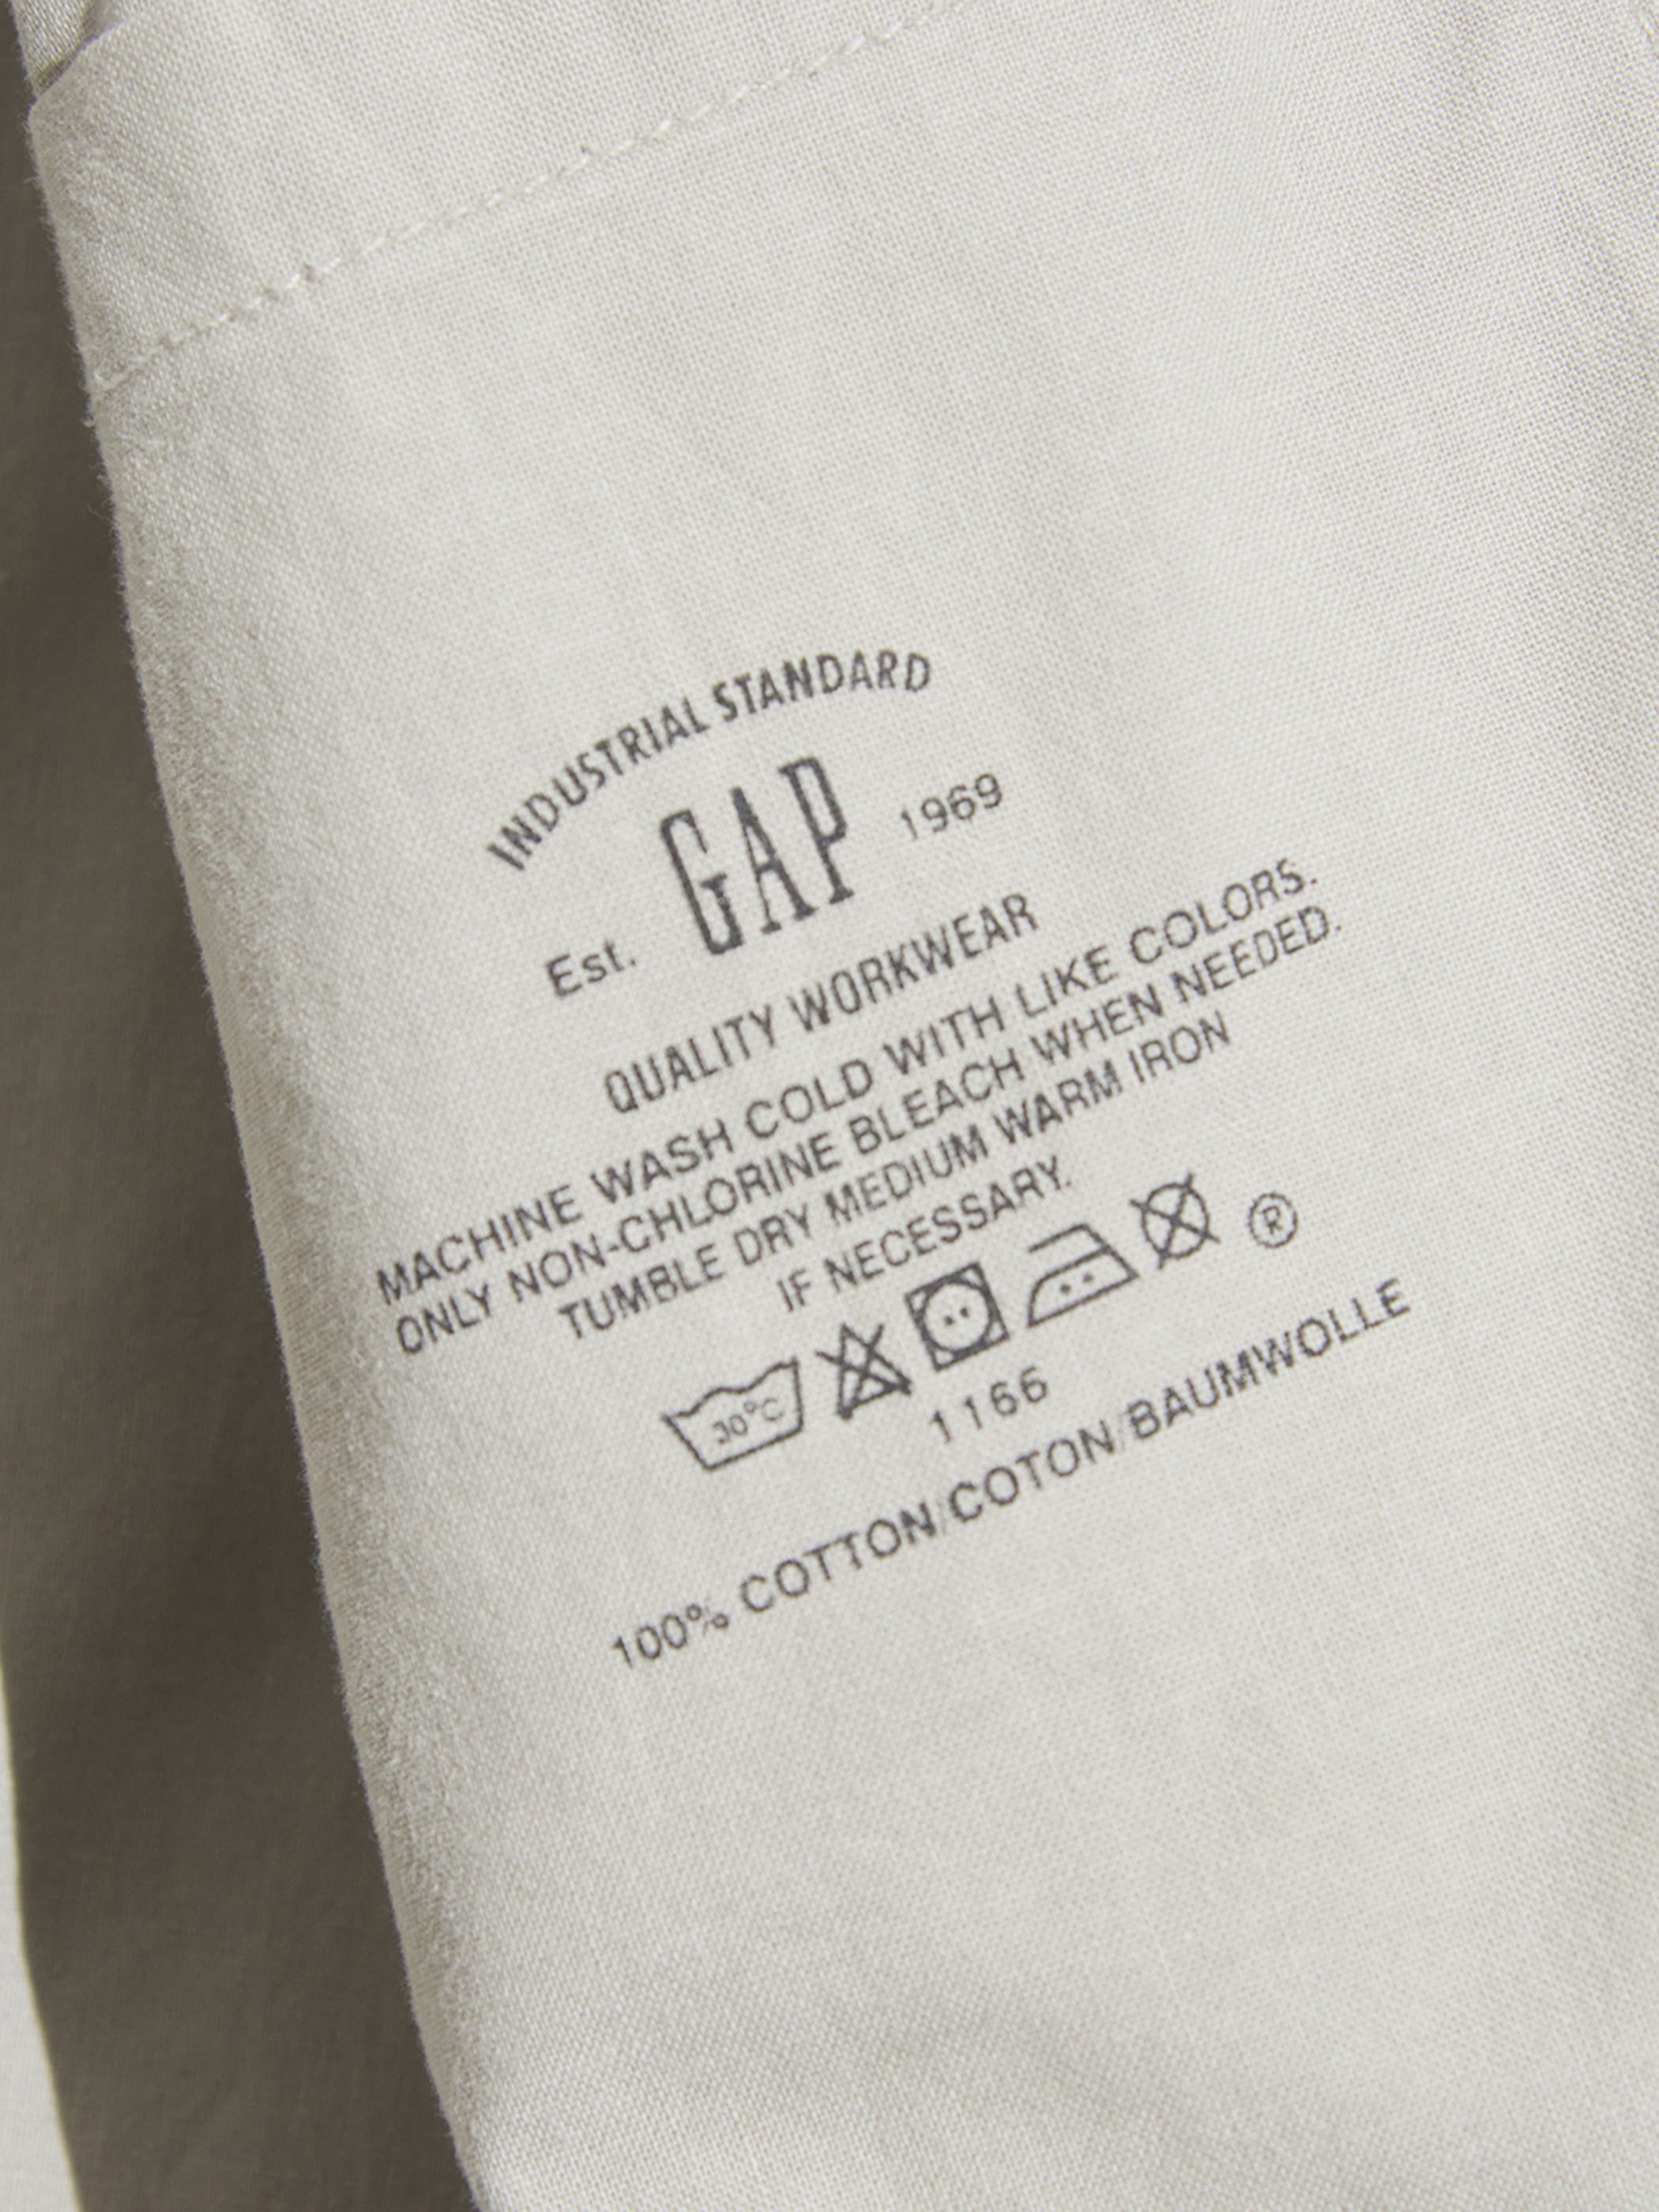 INDUSTRIAL STANDARD
Est. GAP 1969
QUALITY WORKWEAR
MACHINE WASH COLD WITH LIKE COLORS.
ONLY NON-CHLORINE BLEACH WHEN NEEDED.
TUMBLE DRY MEDIUM WARM IRON
IF NECESSARY.
30°C ®
1166
100% COTTON/COTON/BAUMWOLLE